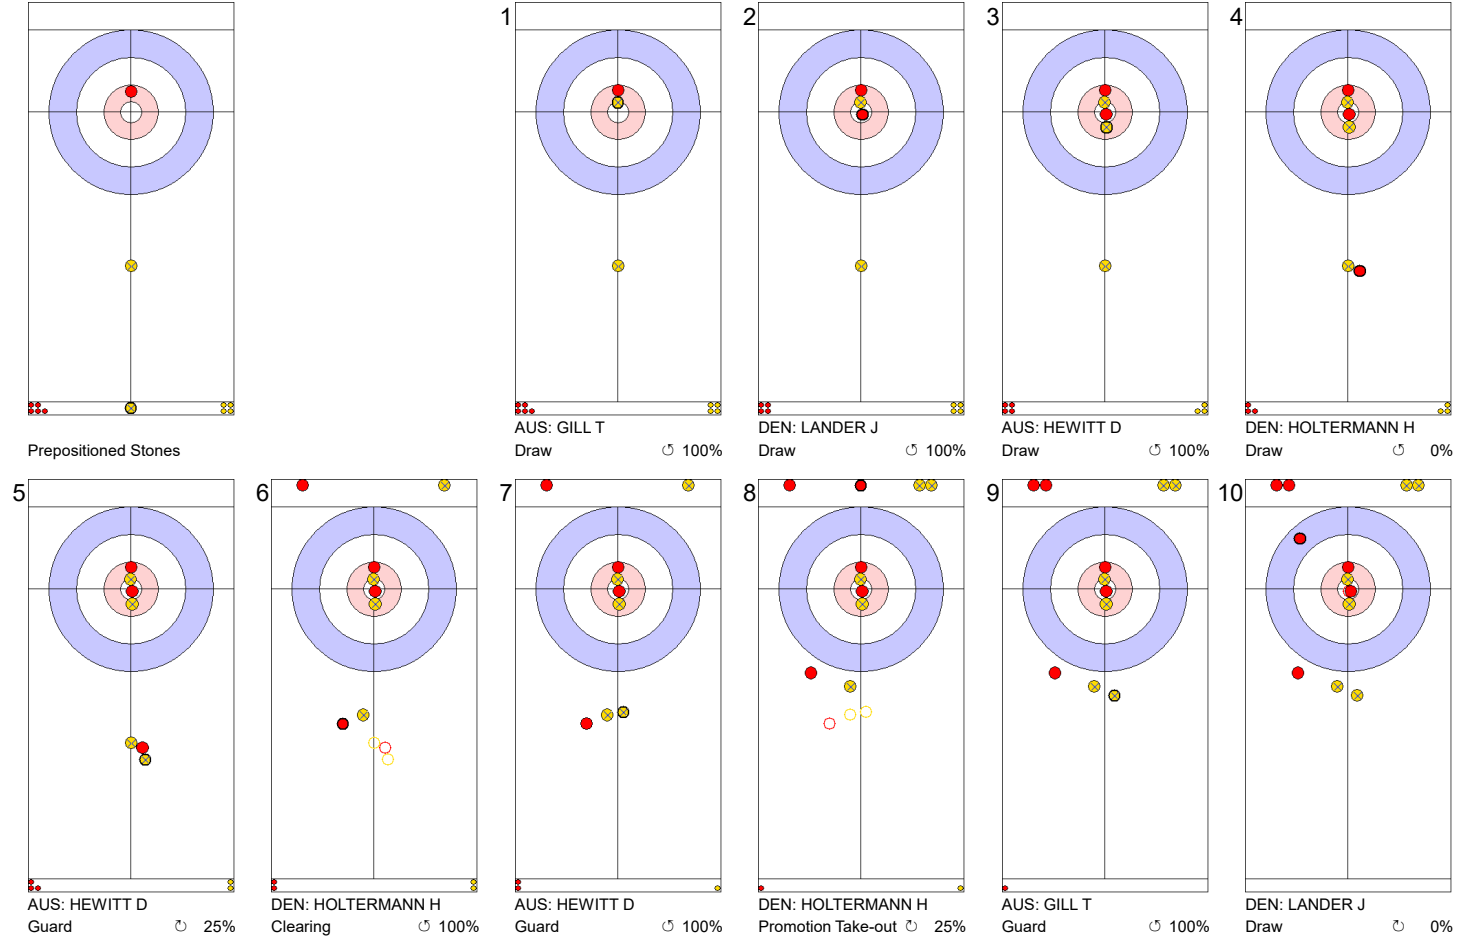 1
2
3
4
Prepositioned Stones
AUS: GILL T
Draw 100%
DEN: LANDER J
Draw 100%
AUS: HEWITT D
Draw 100%
DEN: HOLTERMANN H
Draw 0%
5
6
7
8
9
10
AUS: HEWITT D
Guard 25%
DEN: HOLTERMANN H
Clearing 100%
AUS: HEWITT D
Guard 100%
DEN: HOLTERMANN H
Promotion Take-out 25%
AUS: GILL T
Guard 100%
DEN: LANDER J
Draw 0%